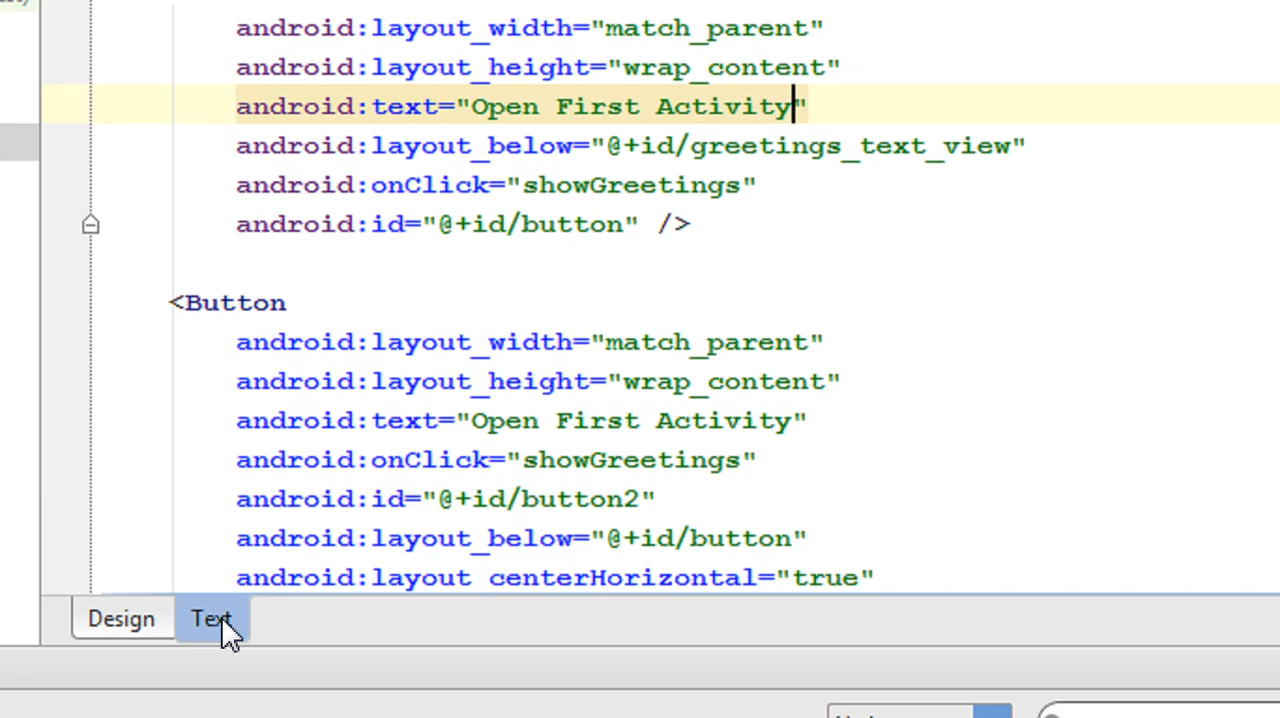 android:layout_width="match_parent"
android:layout_height="wrap_content"
android:text="Open First Activity"
android:layout_below="@+id/greetings_text_view"
android:onClick="showGreetings"
android:id="@+id/button" />
<Button
android:layout_width="match_parent"
android:layout_height="wrap_content"
android:text="Open First Activity"
android:onClick="showGreetings"
android:id="@+id/button2"
android:layout_below="@+id/button"
android:layout_centerHorizontal="true"
Design Text